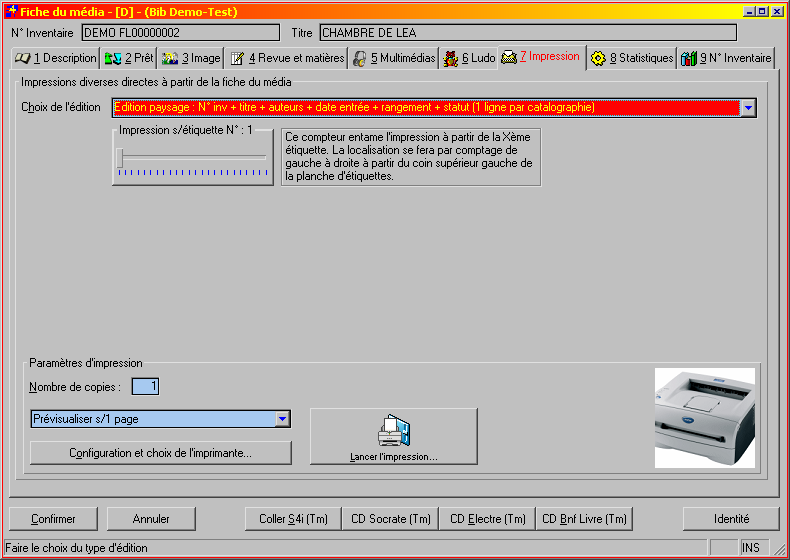 Fiche du média - [D] - (Bib Demo-Test)
N° Inventaire DEMO FL00000002 Titre CHAMBRE DE LEA
1 Description 2 Prêt 3 Image 4 Revue et matières 5 Multimédias 6 Ludo 7 Impression 8 Statistiques 9 N° Inventaire
Impressions diverses directes à partir de la fiche du média
Choix de l'édition Edition paysage : N° inv + titre + auteurs + date entrée + rangement + statut (1 ligne par catalographie)
Impression s/étiquette N° : 1
Ce compteur entame l'impression à partir de la Xème
étiquette. La localisation se fera par comptage de
gauche à droite à partir du coin supérieur gauche de
la planche d'étiquettes.
Paramètres d'impression
Nombre de copies : 1
Prévisualiser s/1 page
Configuration et choix de l'imprimante...
Lancer l'impression...
Confirmer Annuler Coller S4i (Tm) CD Socrate (Tm) CD Electre (Tm) CD Bnf Livre (Tm) Identité
Faire le choix du type d'édition INS